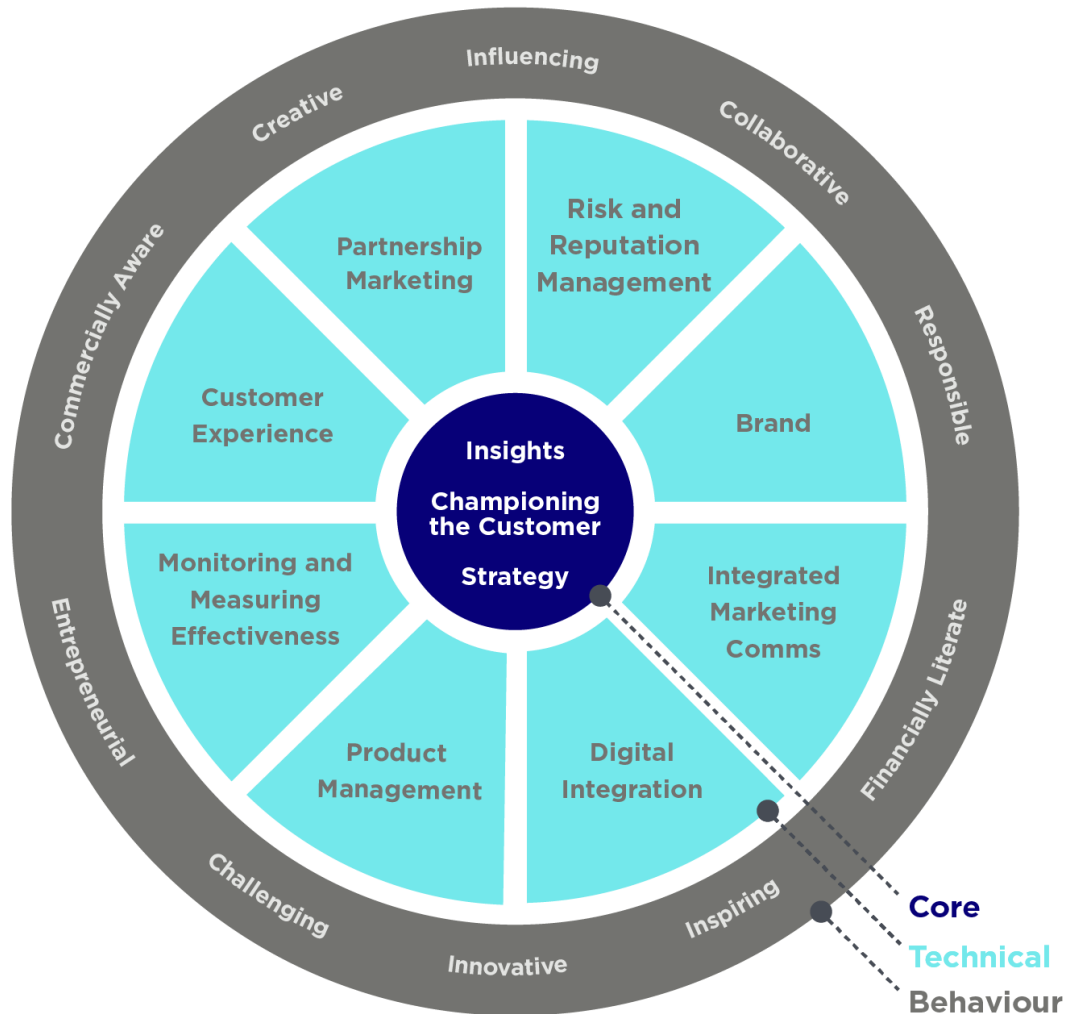 Influencing
Collaborative
Responsible
Financially Literate
Inspiring
Innovative
Challenging
Entrepreneurial
Commercially Aware
Creative
Risk and
Reputation
Management
Brand
Integrated
Marketing
Comms
Digital
Integration
Product
Management
Monitoring and
Measuring
Effectiveness
Customer
Experience
Partnership
Marketing
Insights
Championing
the Customer
Strategy
Core
Technical
Behaviour